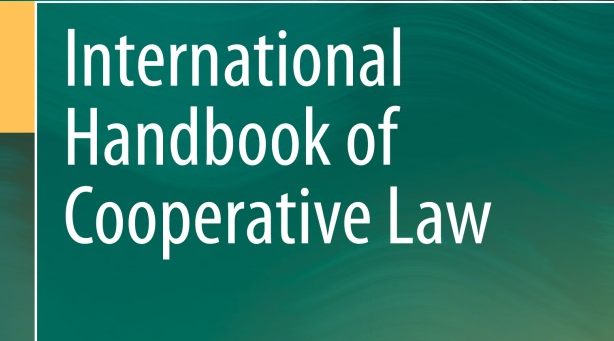 International
Handbook of
Cooperative Law